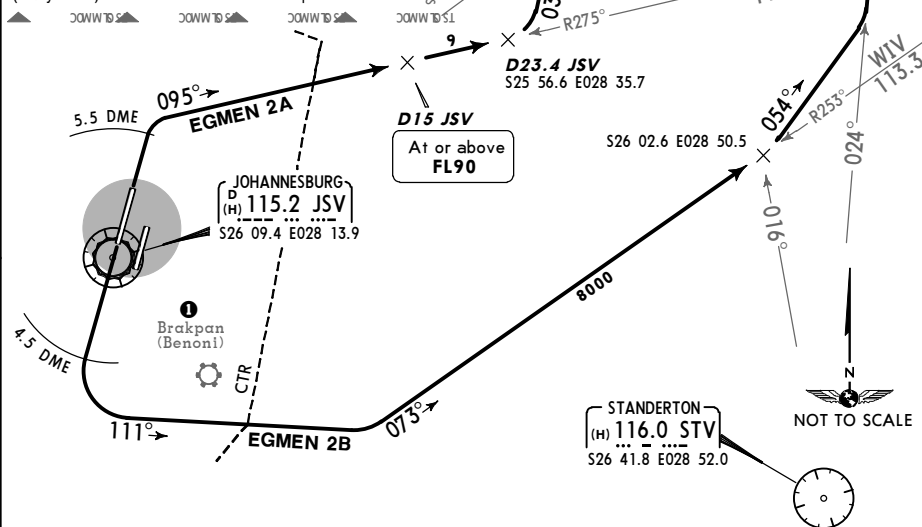 R275°
WIV
113.3
R253°
024°
016°
054°
095°
EGMEN 2A
5.5 DME
9
D23.4 JSV
S25 56.6 E028 35.7
D15 JSV
At or above
FL90
S26 02.6 E028 50.5
JOHANNESBURG
D
(H) 115.2 JSV
S26 09.4 E028 13.9
1
Brakpan
(Benoni)
4.5 DME
CTR
8000
111°
EGMEN 2B
073°
STANDERTON
(H) 116.0 STV
S26 41.8 E028 52.0
N
NOT TO SCALE